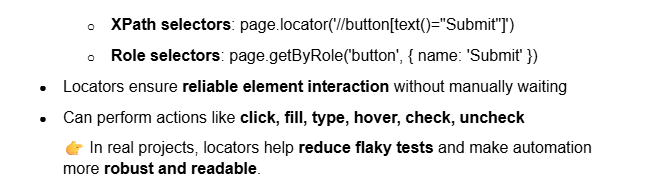 ○ XPath selectors: page.locator('//button[text()="Submit"]')
○ Role selectors: page.getByRole('button', { name: 'Submit' })
● Locators ensure reliable element interaction without manually waiting
● Can perform actions like click, fill, type, hover, check, uncheck
👉 In real projects, locators help reduce flaky tests and make automation
more robust and readable.